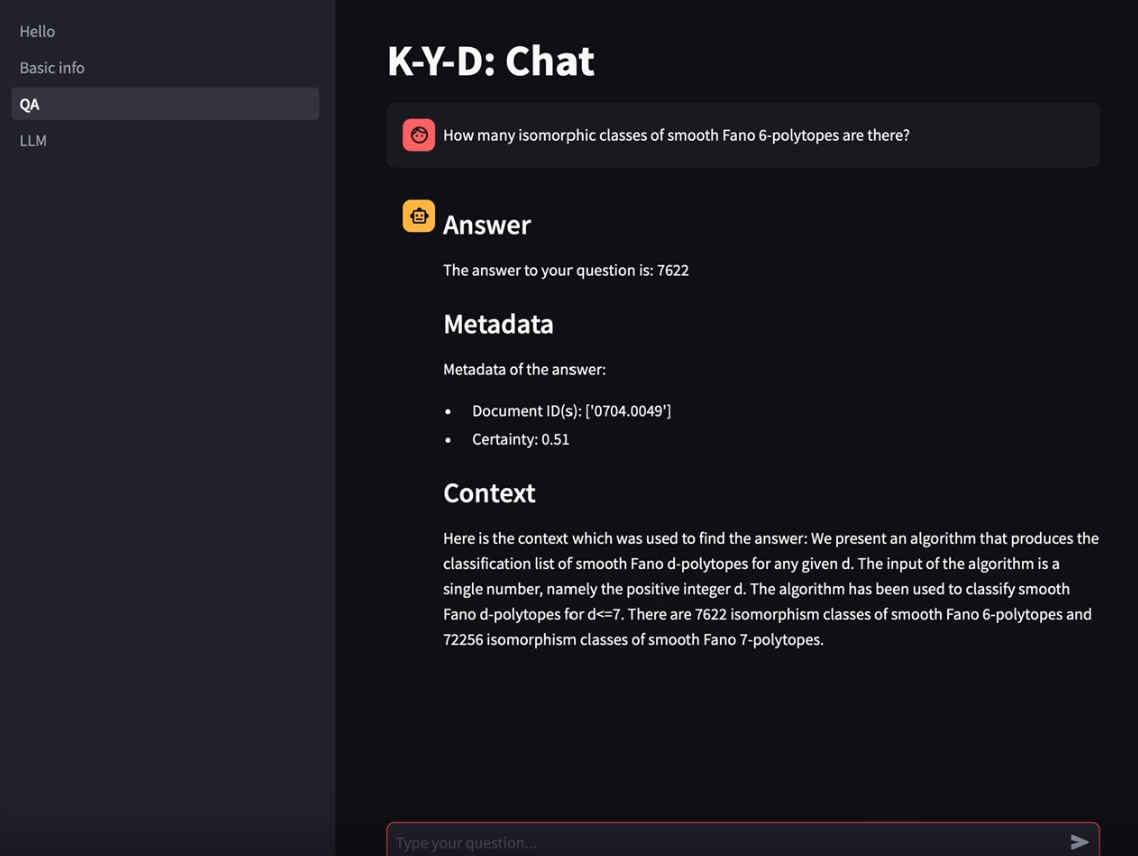 Hello
Basic info
QA
LLM
K-Y-D: Chat
How many isomorphic classes of smooth Fano 6-polytopes are there?
Answer
The answer to your question is: 7622
Metadata
Metadata of the answer:
• Document ID(s): ['0704.0049']
• Certainty: 0.51
Context
Here is the context which was used to find the answer: We present an algorithm that produces the
classification list of smooth Fano d-polytopes for any given d. The input of the algorithm is a
single number, namely the positive integer d. The algorithm has been used to classify smooth
Fano d-polytopes for d<=7. There are 7622 isomorphism classes of smooth Fano 6-polytopes and
72256 isomorphism classes of smooth Fano 7-polytopes.
Type your question...